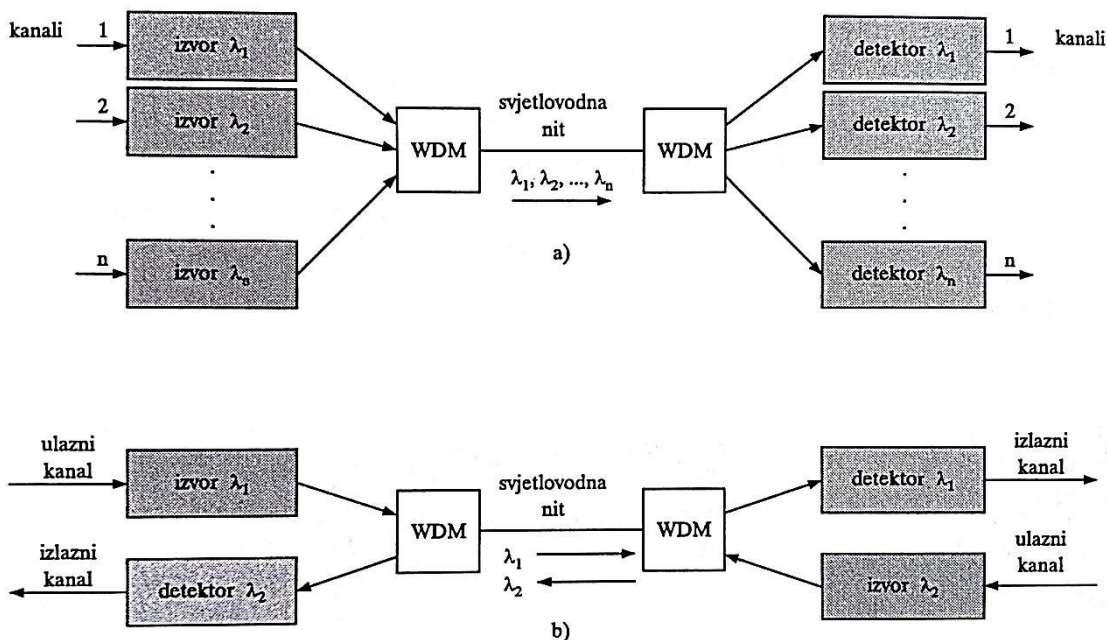 kanali
1
izvor λ₁
2
izvor λ₂
n
izvor λₙ
WDM
svjetlovodna
nit
λ₁, λ₂, ..., λₙ
WDM
1
detektor λ₁
kanali
detektor λ₂
2
detektor λₙ
n
a)
ulazni
kanal
izvor λ₁
izlazni
kanal
detektor λ₂
WDM
svjetlovodna
nit
λ₁
λ₂
WDM
detektor λ₁
izlazni
kanal
izvor λ₂
ulazni
kanal
b)